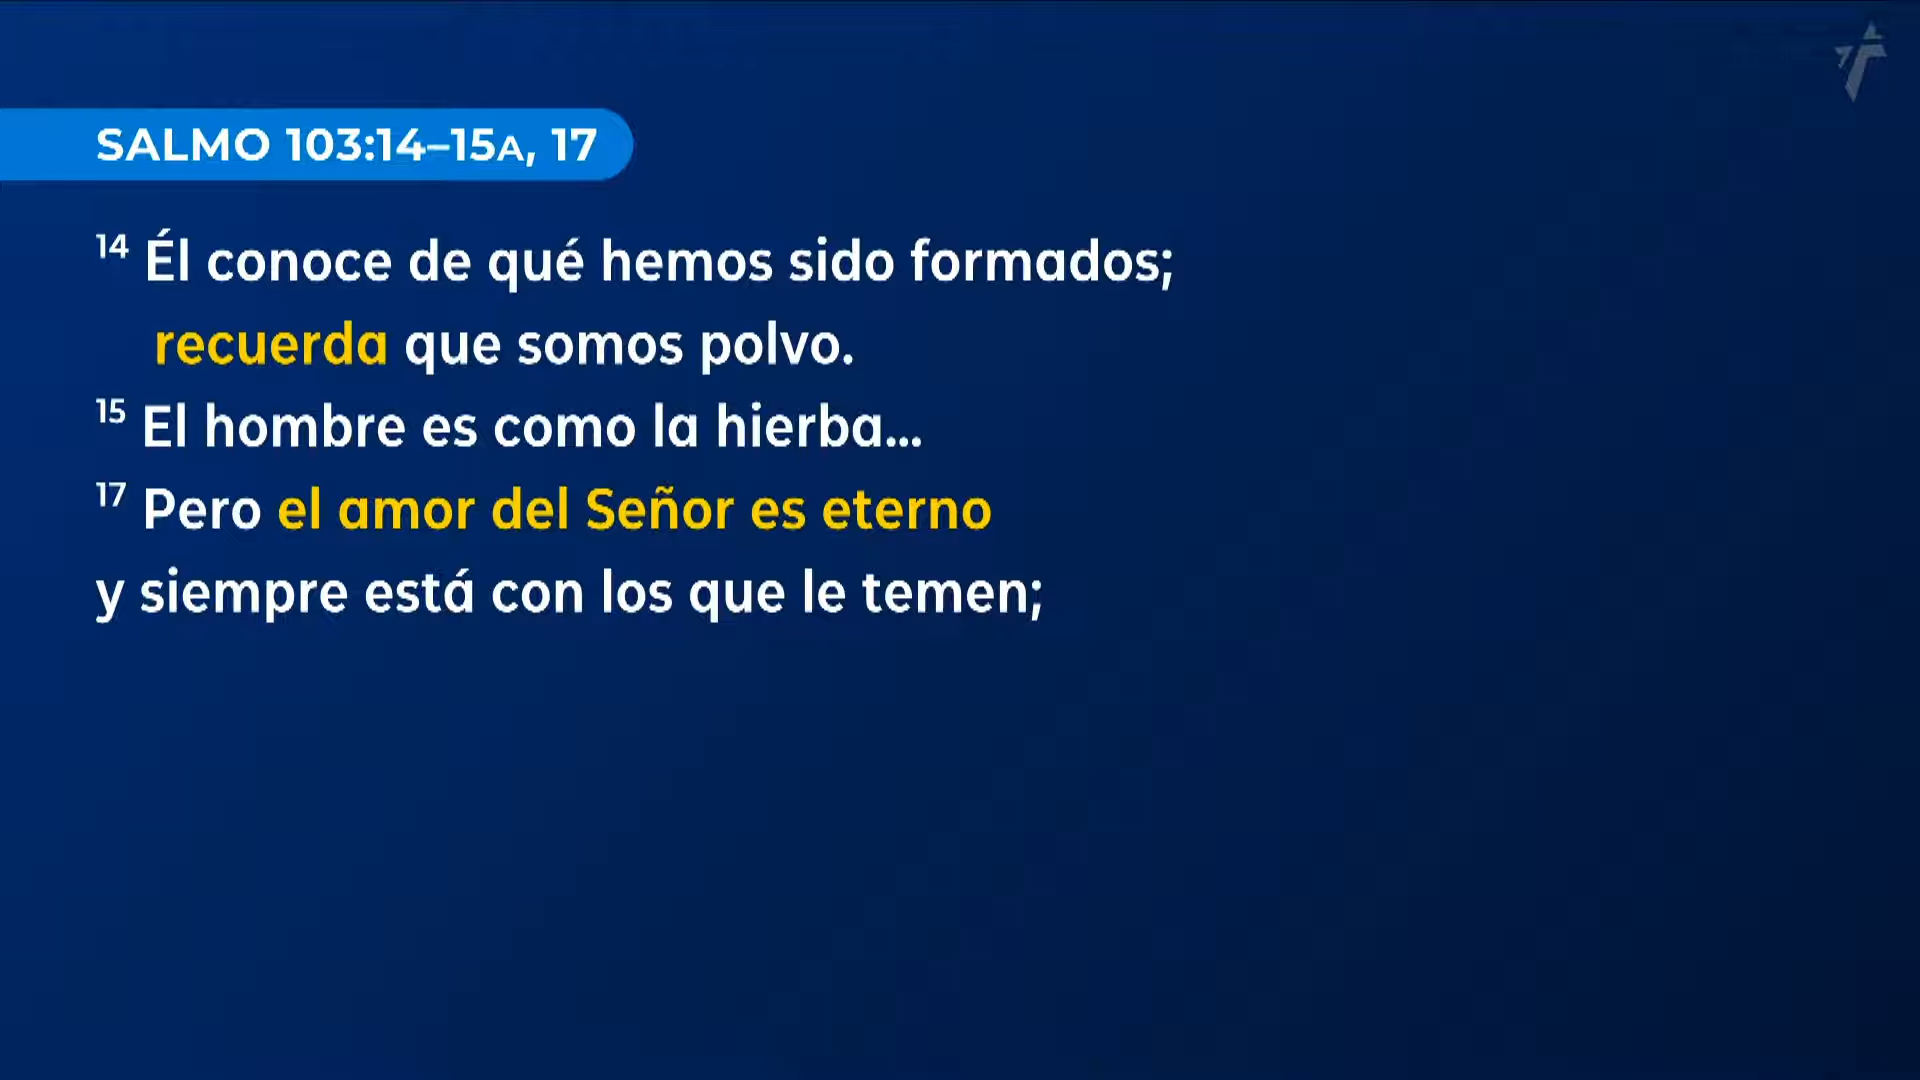 SALMO 103:14–15A, 17
14 Él conoce de qué hemos sido formados;
recuerda que somos polvo.
15 El hombre es como la hierba...
17 Pero el amor del Señor es eterno
y siempre está con los que le temen;